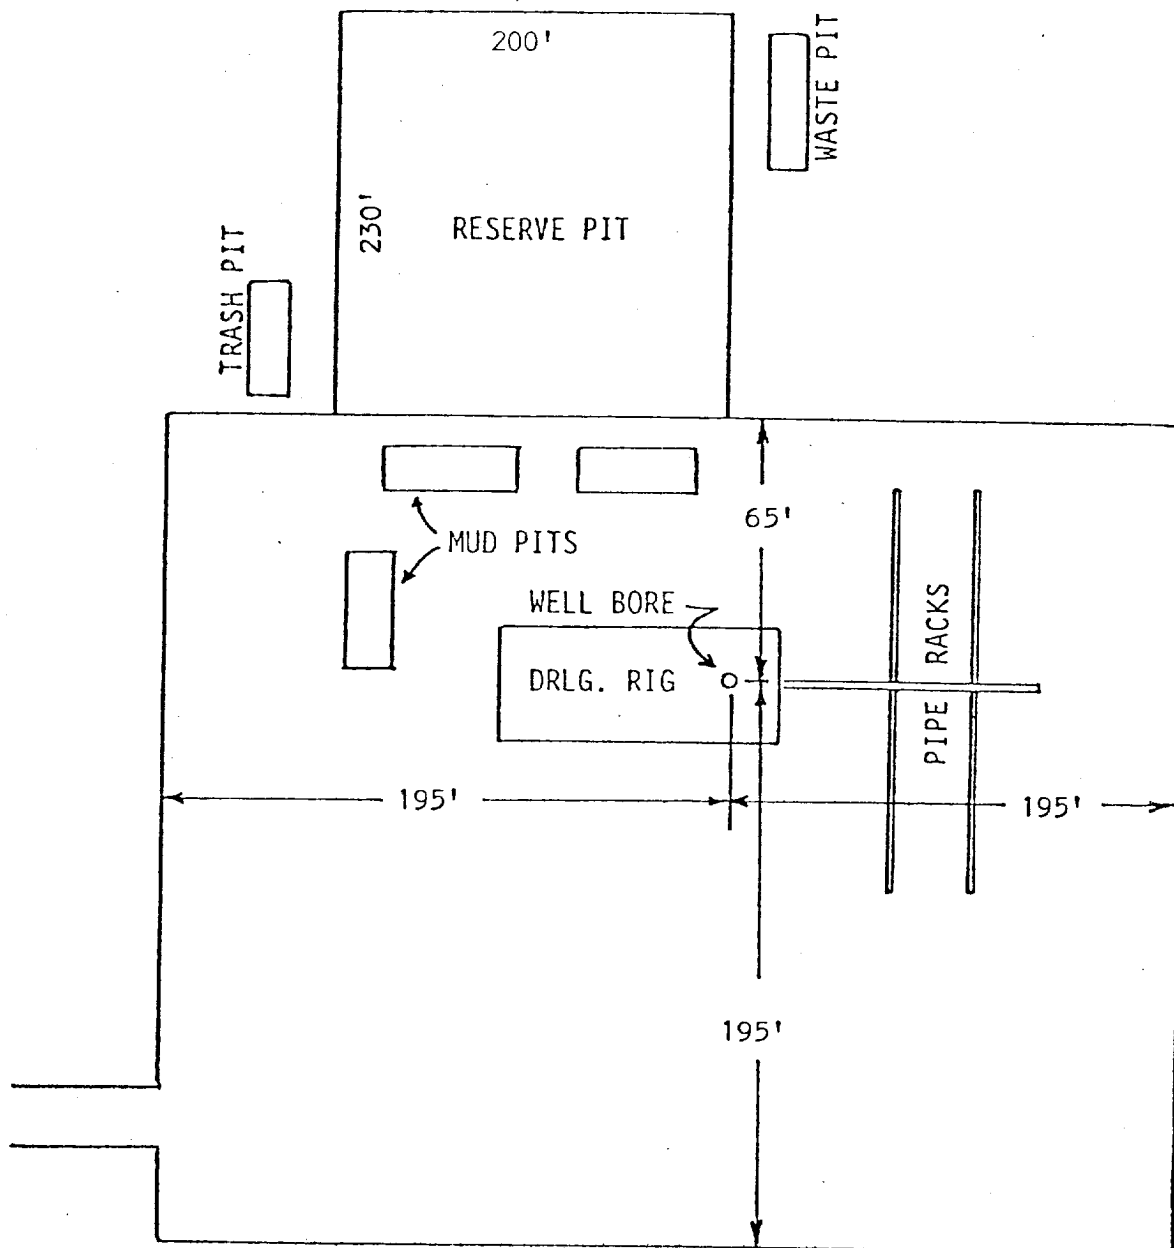 200'
WASTE PIT
230'
RESERVE PIT
TRASH PIT
65'
MUD PITS
WELL BORE
DRLG. RIG
PIPE RACKS
195'
195'
195'